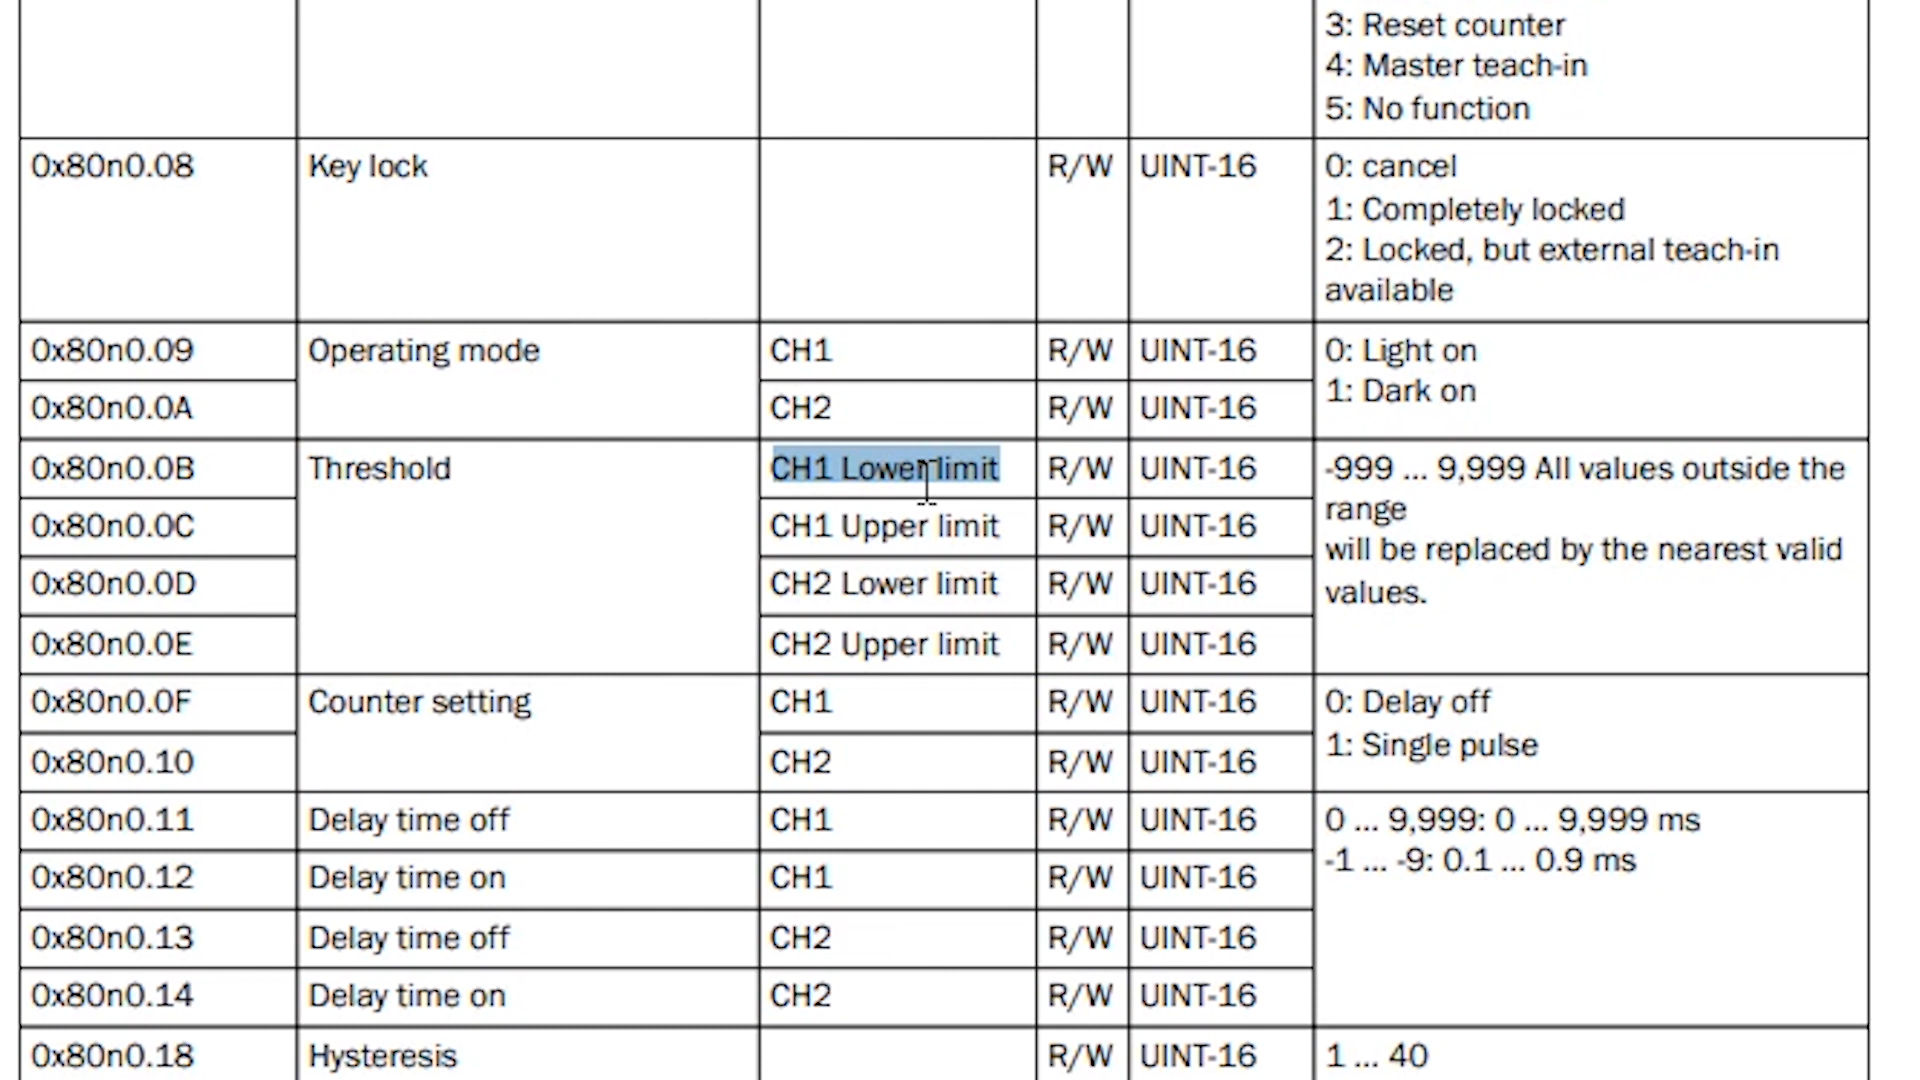 3: Reset counter
4: Master teach-in
5: No function
0x80n0.08 Key lock R/W UINT-16 0: cancel
1: Completely locked
2: Locked, but external teach-in
available
0x80n0.09 Operating mode CH1 R/W UINT-16 0: Light on
1: Dark on
0x80n0.0A CH2 R/W UINT-16
0x80n0.0B Threshold CH1 Lower limit R/W UINT-16 -999 ... 9,999 All values outside the
range
0x80n0.0C CH1 Upper limit R/W UINT-16
will be replaced by the nearest valid
0x80n0.0D CH2 Lower limit R/W UINT-16
values.
0x80n0.0E CH2 Upper limit R/W UINT-16
0x80n0.0F Counter setting CH1 R/W UINT-16 0: Delay off
1: Single pulse
0x80n0.10 CH2 R/W UINT-16
0x80n0.11 Delay time off CH1 R/W UINT-16 0 ... 9,999: 0 ... 9,999 ms
-1 ... -9: 0.1 ... 0.9 ms
0x80n0.12 Delay time on CH1 R/W UINT-16
0x80n0.13 Delay time off CH2 R/W UINT-16
0x80n0.14 Delay time on CH2 R/W UINT-16
0x80n0.18 Hysteresis R/W UINT-16 1 ... 40